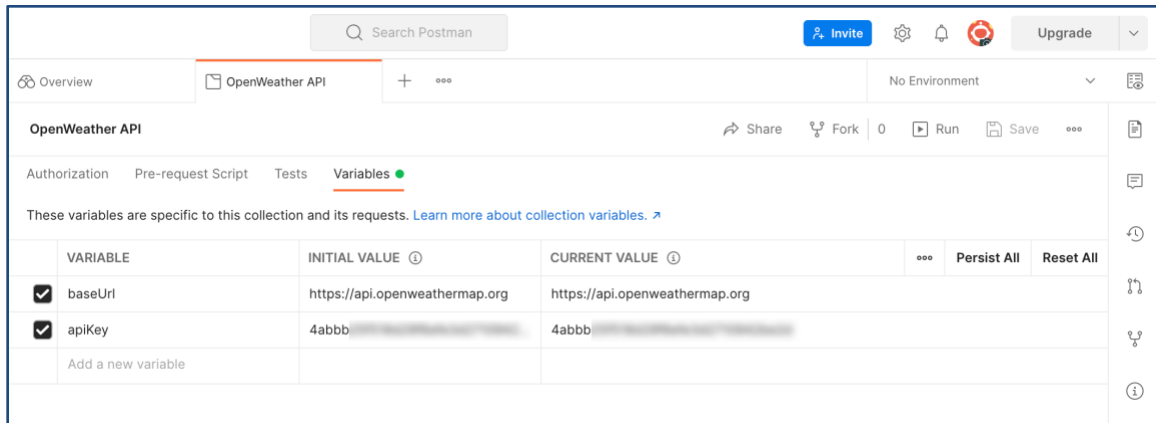 Search Postman
Invite
Upgrade
Overview
OpenWeather API
No Environment
OpenWeather API
Share
Fork
0
Run
Save
Authorization
Pre-request Script
Tests
Variables
These variables are specific to this collection and its requests. Learn more about collection variables.
VARIABLE
INITIAL VALUE
CURRENT VALUE
Persist All
Reset All
baseUrl
https://api.openweathermap.org
https://api.openweathermap.org
apiKey
4abbb
4abbb
Add a new variable